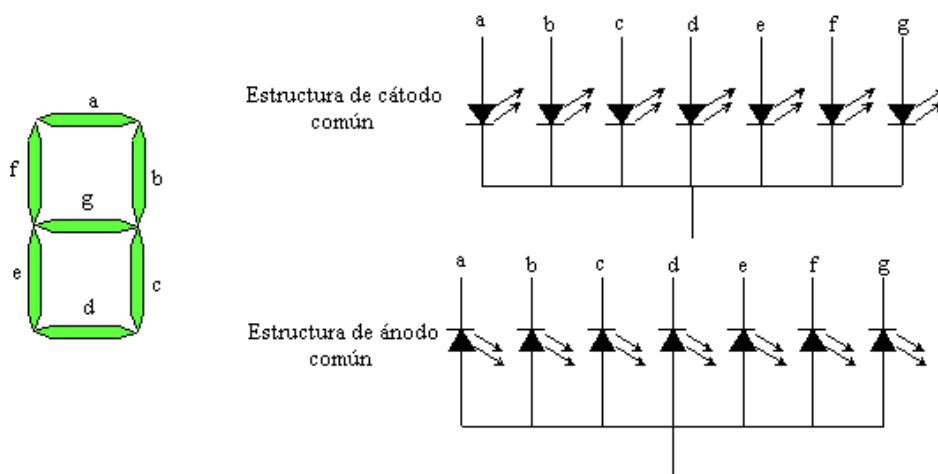 a
f
b
g
e
c
d
a b c d e f g
Estructura de cátodo
común
a b c d e f g
Estructura de ánodo
común